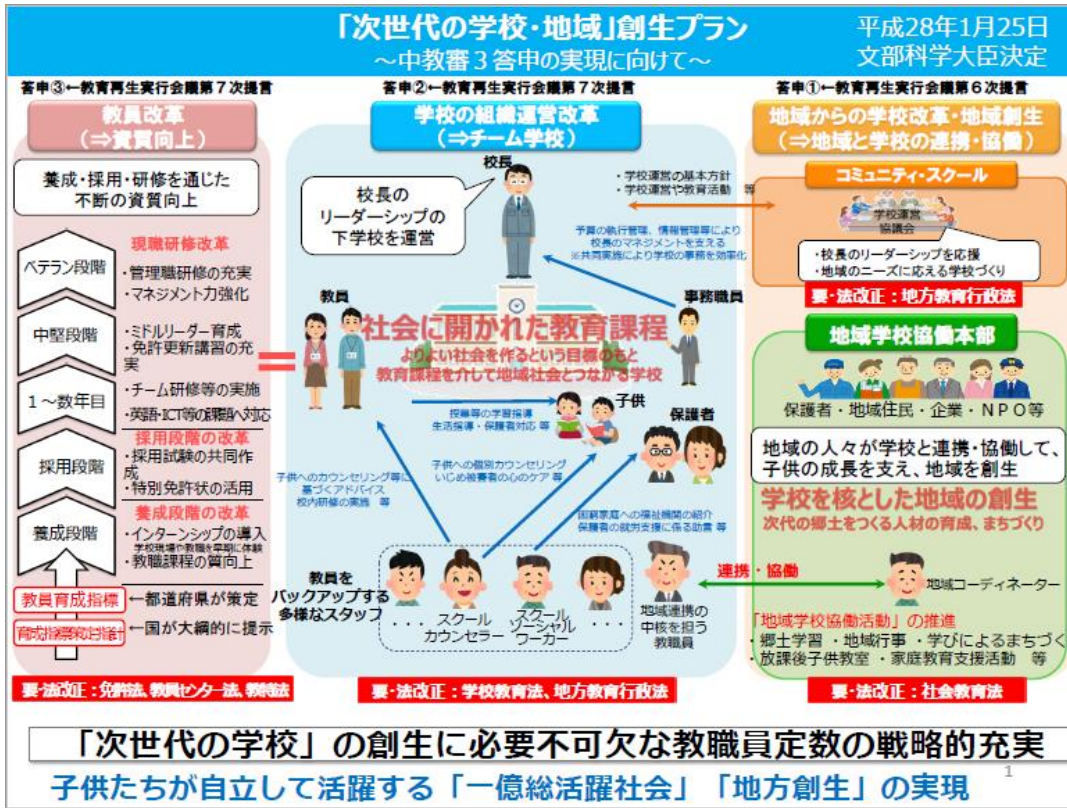 「次世代の学校・地域」創生プラン
～中教審３答申の実現に向けて～
平成28年1月25日
文部科学大臣決定
答申③←教育再生実行会議第７次提言
教員改革
(⇒資質向上)
養成・採用・研修を通じた
不断の資質向上
現職研修改革
ベテラン段階
・管理職研修の充実
・マネジメント力強化
中堅段階
・ミドルリーダー育成
・免許更新講習の充
実
１～数年目
・チーム研修等の実施
・英語・ICT等の課題へ対応
採用段階の改革
採用段階
・採用試験の共同作
成
・特別免許状の活用
養成段階の改革
養成段階
・インターンシップの導入
学校現場や教職を早期に体験
・教職課程の質向上
教員育成指標
←都道府県が策定
←国が大綱的に提示
要・法改正：免許法、教員センター法、教特法
答申②←教育再生実行会議第７次提言
学校の組織運営改革
(⇒チーム学校)
校長
校長の
リーダーシップの
下学校を運営
・学校運営の基本方針
・学校運営や教育活動　等
予算の執行管理、情報管理等により
校長のマネジメントを支える
※共同実施により学校の事務を効率化
教員
事務職員
社会に開かれた教育課程
よりよい社会を作るという目標のもと
教育課程を介して地域社会とつながる学校
授業等の学習指導
生活指導・保護者対応 等
子供
保護者
子供へのカウンセリング等に
基づくアドバイス
校内研修の実施　等
子供への個別カウンセリング
いじめ被害者の心のケア 等
困窮家庭への福祉機関の紹介
保護者の就労支援に係る助言 等
教員を
バックアップする
多様なスタッフ
・・・
スクール
カウンセラー
スクール
ソーシャル
ワーカー
・・・
地域連携の
中核を担う
教職員
連携・協働
要・法改正：学校教育法、地方教育行政法
答申①←教育再生実行会議第６次提言
地域からの学校改革・地域創生
(⇒地域と学校の連携・協働)
コミュニティ・スクール
学校運営
協議会
・校長のリーダーシップを応援
・地域のニーズに応える学校づくり
要・法改正：地方教育行政法
地域学校協働本部
保護者・地域住民・企業・ＮＰＯ等
地域の人々が学校と連携・協働して、
子供の成長を支え、地域を創生
学校を核とした地域の創生
次代の郷土をつくる人材の育成、まちづくり
地域コーディネーター
「地域学校協働活動」の推進
・郷土学習 ・地域行事 ・学びによるまちづく
・放課後子供教室 ・家庭教育支援活動　等
要・法改正：社会教育法
「次世代の学校」の創生に必要不可欠な教職員定数の戦略的充実
子供たちが自立して活躍する「一億総活躍社会」「地方創生」の実現
1